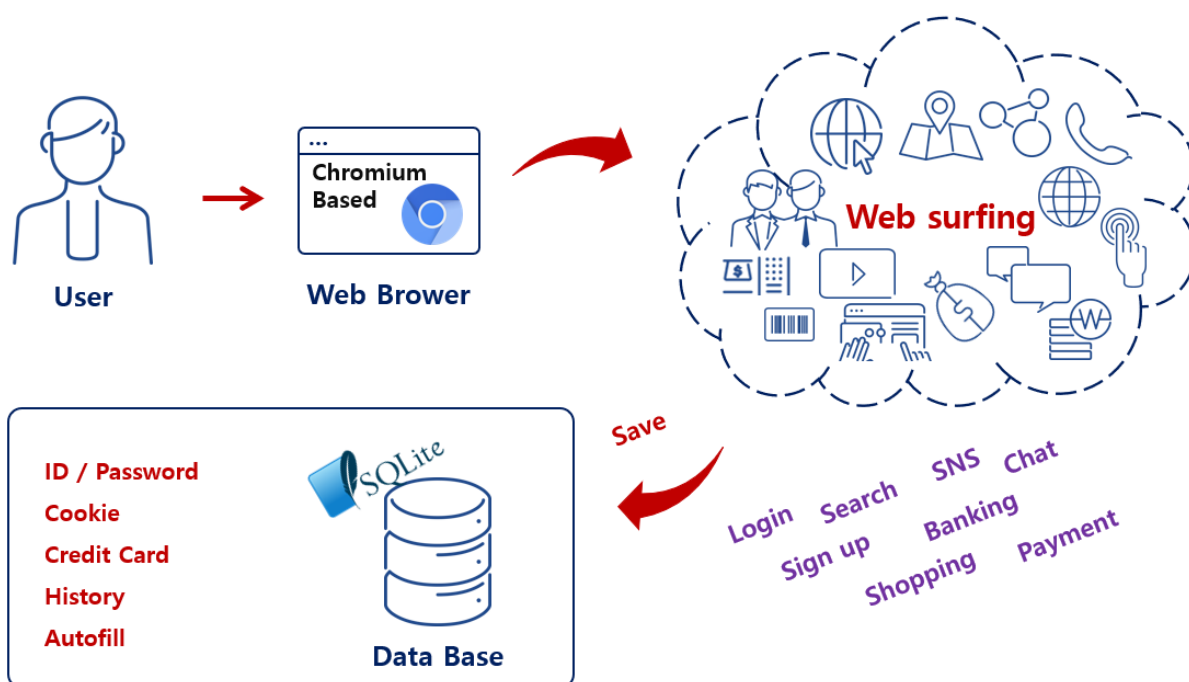 ...
Chromium
Based
User
Web Brower
Web surfing
$
$
W
Save
Login
Search
SNS
Chat
Sign up
Banking
Shopping
Payment
ID / Password
Cookie
Credit Card
History
Autofill
SQLite
Data Base